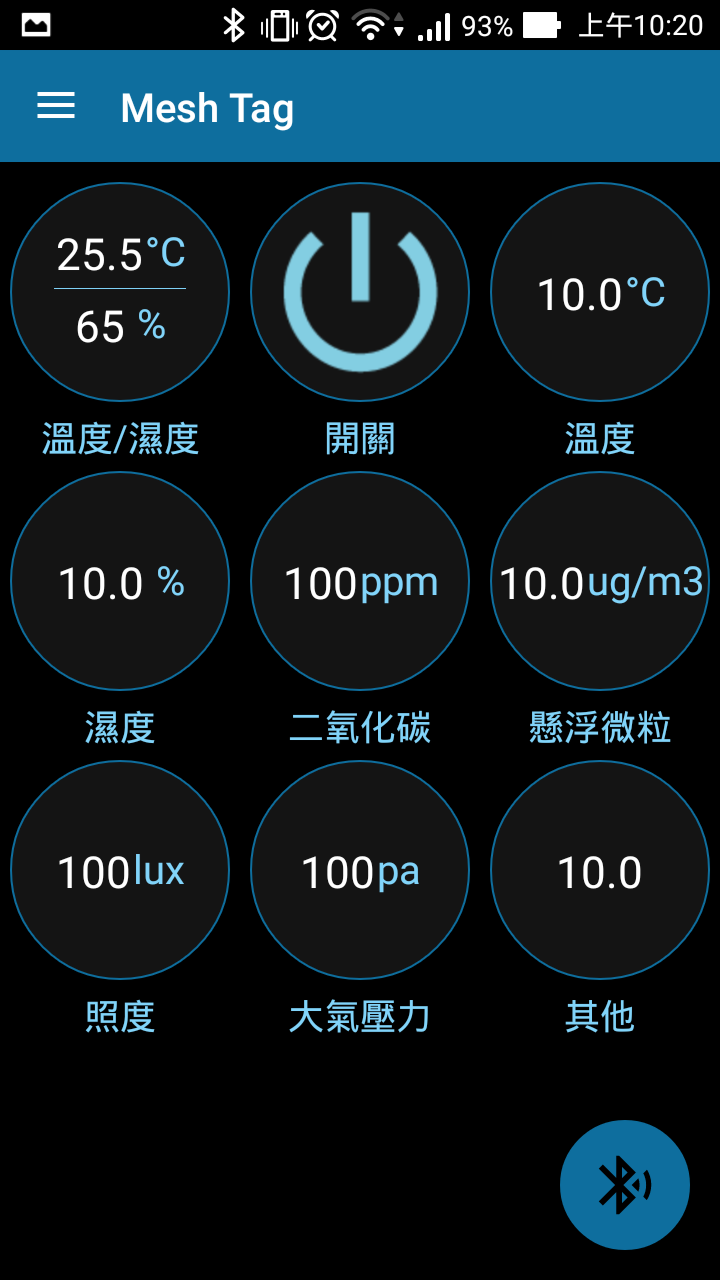 93% 上午10:20
Mesh Tag
25.5°C
65 %
10.0°C
溫度/濕度 開關 溫度
10.0 % 100ppm 10.0ug/m3
濕度 二氧化碳 懸浮微粒
100lux 100pa 10.0
照度 大氣壓力 其他